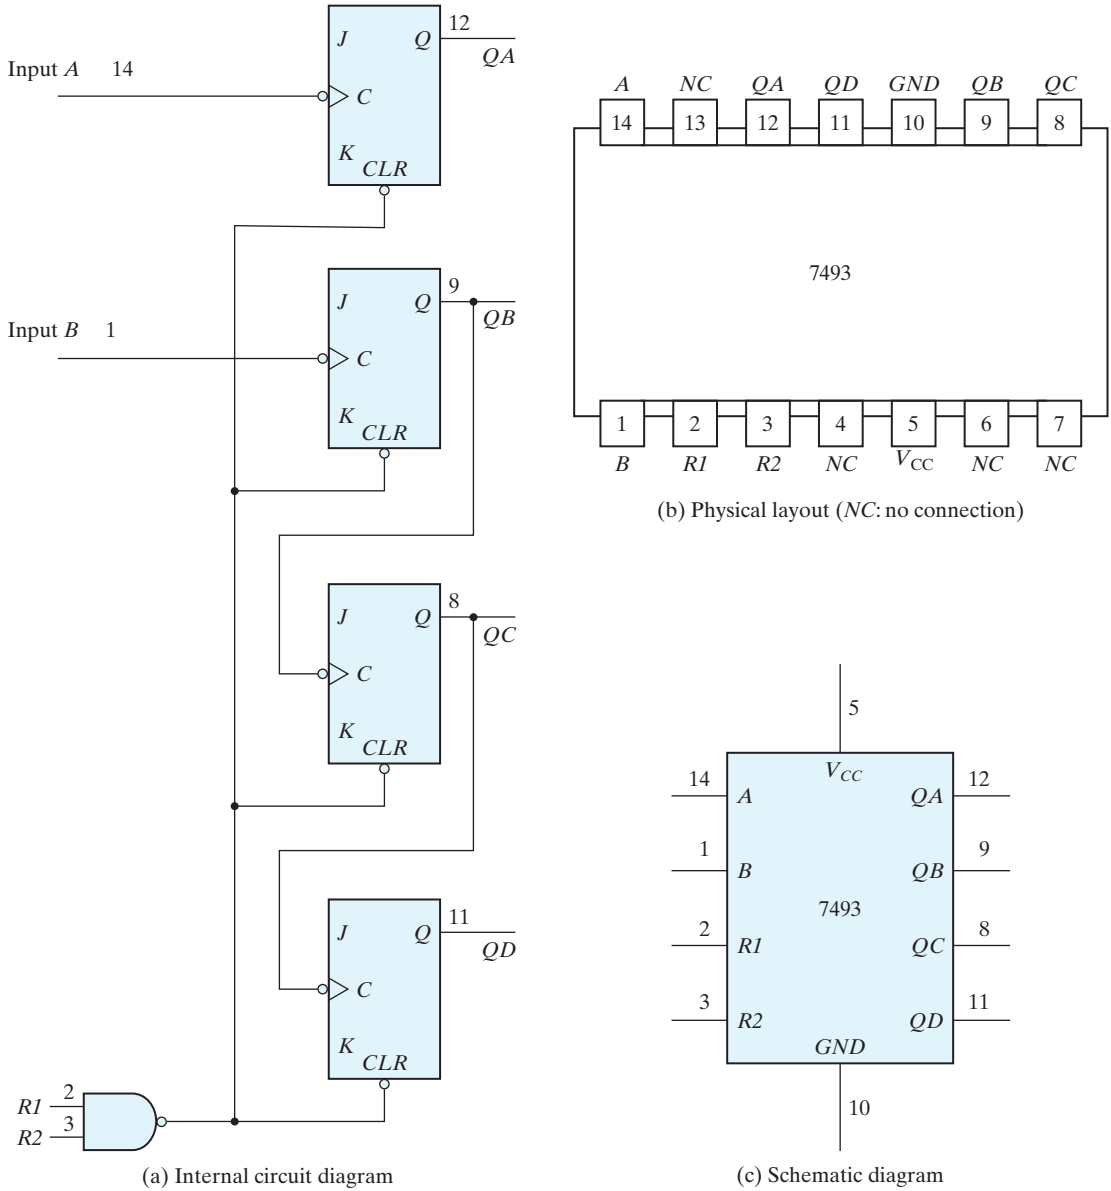 J Q 12
QA
Input A 14
C
K
CLR
J Q 9
QB
Input B 1
C
K
CLR
J Q 8
QC
C
K
CLR
J Q 11
QD
C
K
CLR
R1 2
R2 3
(a) Internal circuit diagram
A NC QA QD GND QB QC
14 13 12 11 10 9 8
7493
1 2 3 4 5 6 7
B R1 R2 NC VCC NC NC
(b) Physical layout (NC: no connection)
5
VCC
14 A QA 12
1 B QB 9
7493
2 R1 QC 8
3 R2 QD 11
GND
10
(c) Schematic diagram